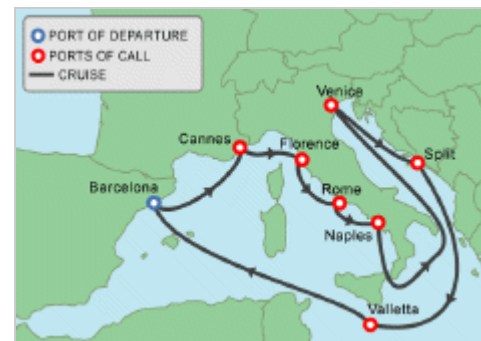 PORT OF DEPARTURE
PORTS OF CALL
CRUISE
Venice
Cannes
Florence
Split
Barcelona
Rome
Naples
Valletta